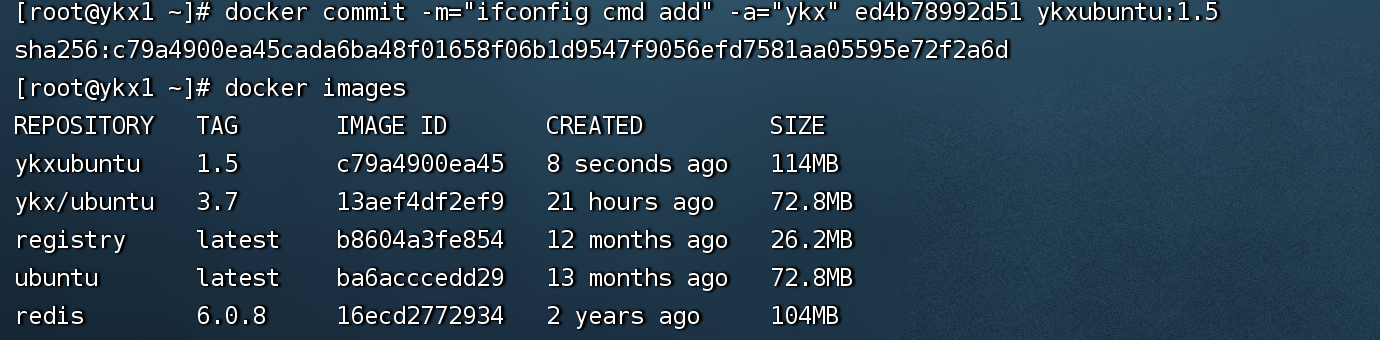 [root@ykx1 ~]# docker commit -m="ifconfig cmd add" -a="ykx" ed4b78992d51 ykxubuntu:1.5
sha256:c79a4900ea45cada6ba48f01658f06b1d9547f9056efd7581aa05595e72f2a6d
[root@ykx1 ~]# docker images
REPOSITORY   TAG       IMAGE ID       CREATED         SIZE
ykxubuntu    1.5       c79a4900ea45   8 seconds ago   114MB
ykx/ubuntu   3.7       13aef4df2ef9   21 hours ago    72.8MB
registry     latest    b8604a3fe854   12 months ago   26.2MB
ubuntu       latest    ba6acccedd29   13 months ago   72.8MB
redis        6.0.8     16ecd2772934   2 years ago     104MB